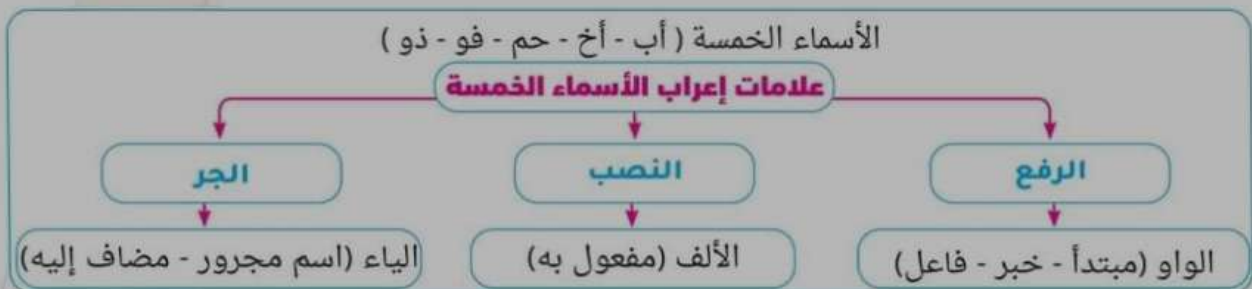 الأسماء الخمسة ( أب - أخ - حم - فو - ذو )
علامات إعراب الأسماء الخمسة
الرفع
النصب
الجر
الواو (مبتدأ - خبر - فاعل)
الألف (مفعول به)
الياء (اسم مجرور - مضاف إليه)